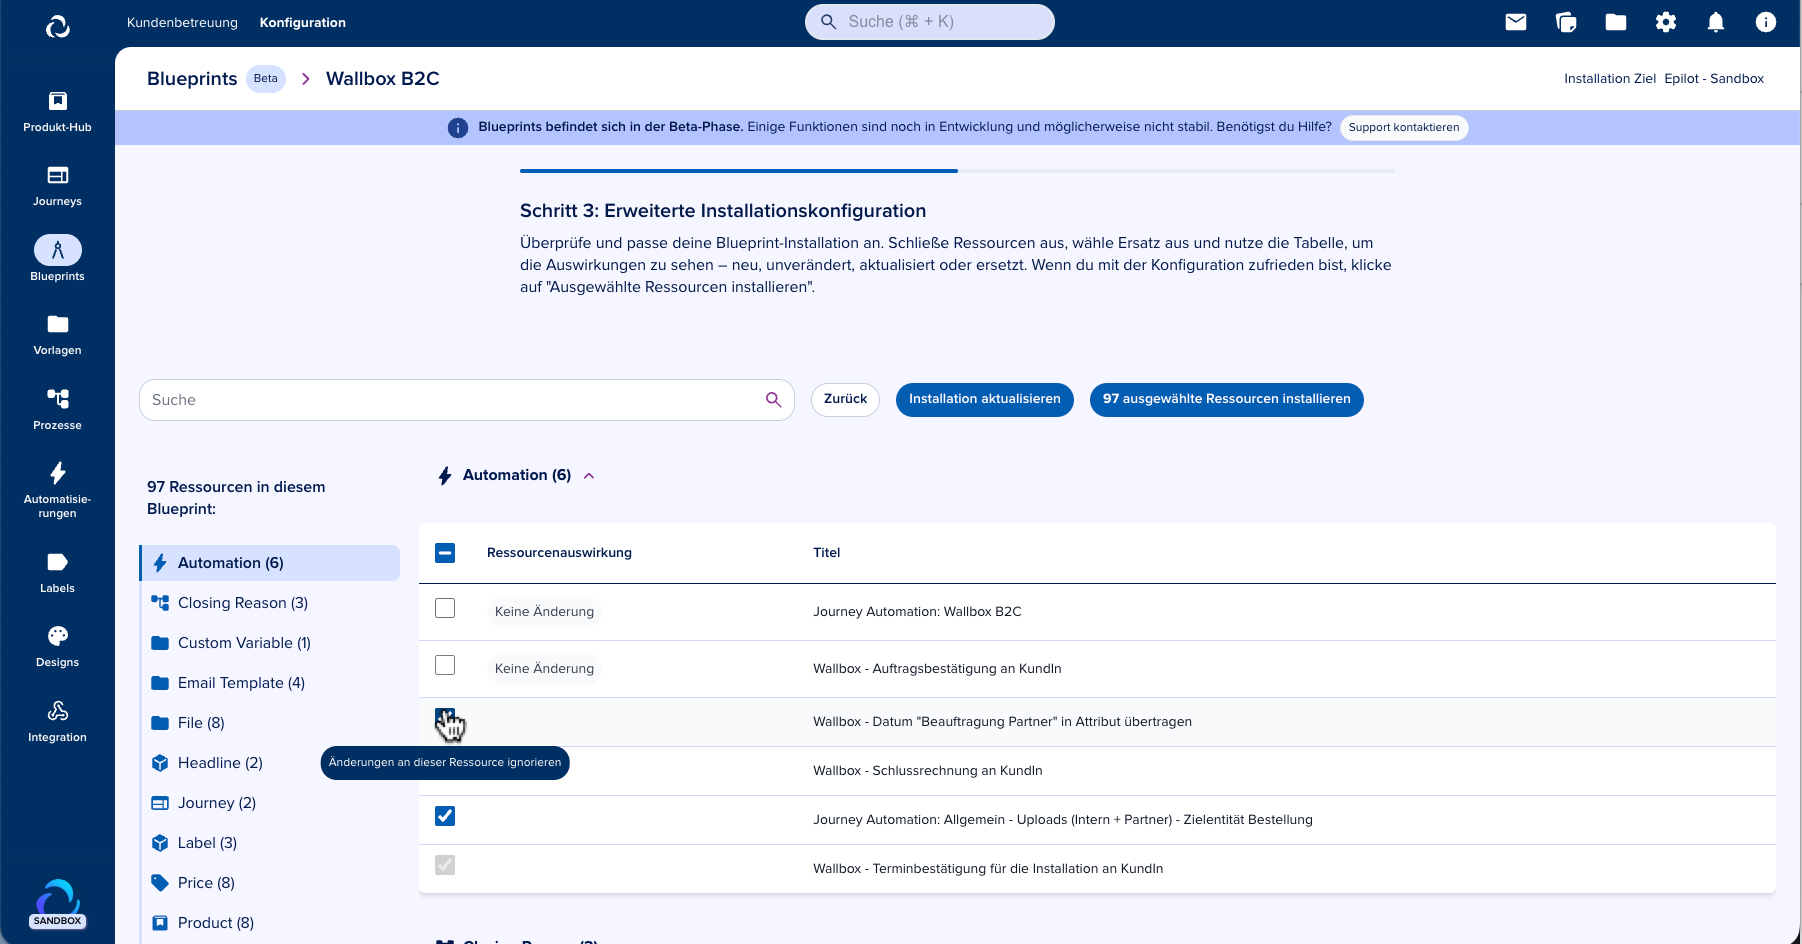 Kundenbetreuung
Konfiguration
Suche (⌘ + K)
Blueprints
Beta
Wallbox B2C
Installation Ziel Epilot - Sandbox
Blueprints befindet sich in der Beta-Phase. Einige Funktionen sind noch in Entwicklung und möglicherweise nicht stabil. Benötigst du Hilfe?
Support kontaktieren
Produkt-Hub
Journeys
Blueprints
Vorlagen
Prozesse
Automatisie-
rungen
Labels
Designs
Integration
SANDBOX
Schritt 3: Erweiterte Installationskonfiguration
Überprüfe und passe deine Blueprint-Installation an. Schließe Ressourcen aus, wähle Ersatz aus und nutze die Tabelle, um
die Auswirkungen zu sehen – neu, unverändert, aktualisiert oder ersetzt. Wenn du mit der Konfiguration zufrieden bist, klicke
auf "Ausgewählte Ressourcen installieren".
Suche
Zurück
Installation aktualisieren
97 ausgewählte Ressourcen installieren
97 Ressourcen in diesem
Blueprint:
Automation (6)
Closing Reason (3)
Custom Variable (1)
Email Template (4)
File (8)
Headline (2)
Journey (2)
Label (3)
Price (8)
Product (8)
Automation (6)
Ressourcenauswirkung
Titel
Keine Änderung
Journey Automation: Wallbox B2C
Keine Änderung
Wallbox - Auftragsbestätigung an KundIn
Wallbox - Datum "Beauftragung Partner" in Attribut übertragen
Änderungen an dieser Ressource ignorieren
Wallbox - Schlussrechnung an KundIn
Journey Automation: Allgemein - Uploads (Intern + Partner) - Zielentität Bestellung
Wallbox - Terminbestätigung für die Installation an KundIn